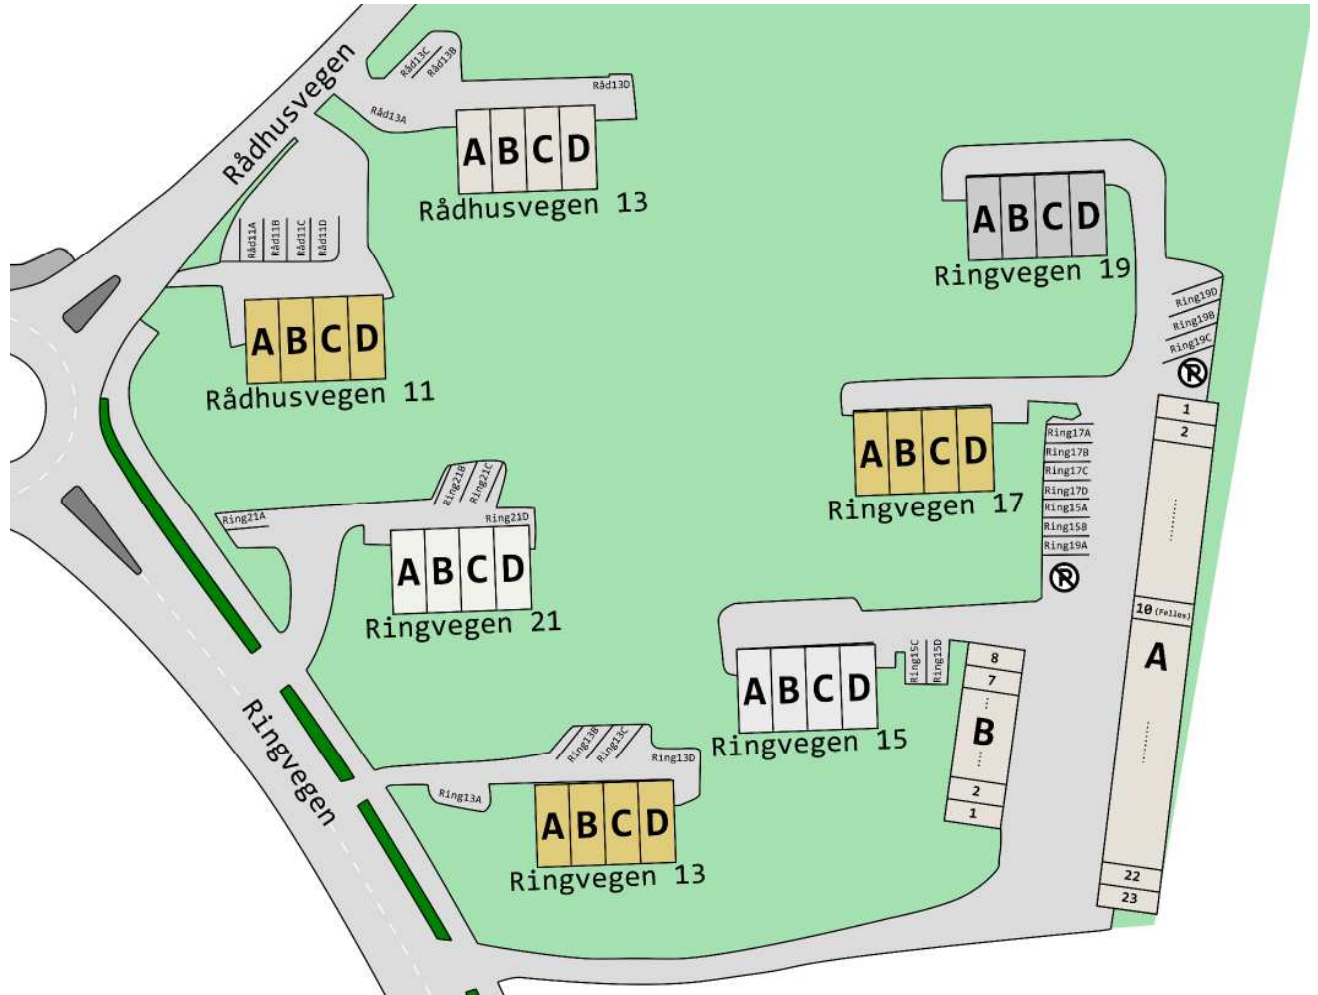 Rådhusvegen
Råd13C
Råd13B
Råd13A
Råd13D
A B C D
Rådhusvegen 13
Råd11A
Råd11B
Råd11C
Råd11D
A B C D
Rådhusvegen 11
A B C D
Ringvegen 19
Ring19D
Ring19B
Ring19C
R
A B C D
Ringvegen 17
Ring17A
Ring17B
Ring17C
Ring17D
Ring15A
Ring15B
Ring19A
R
1
2
10 (Felles)
A
22
23
Ring21A
Ring21B
Ring21C
Ring21D
A B C D
Ringvegen 21
Ring15C
Ring15D
A B C D
Ringvegen 15
8
7
B
2
1
Ringvegen
Ring13A
Ring13B
Ring13C
Ring13D
A B C D
Ringvegen 13